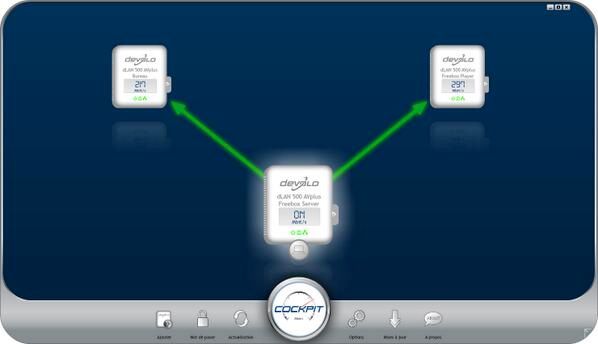 devolo
dLAN 500 AVplus
Bureau
217
Mbit/s
devolo
dLAN 500 AVplus
Freebox Player
297
Mbit/s
devolo
dLAN 500 AVplus
Freebox Server
ON
Mbit/s
COCKPIT
Ajouter
Mot de passe
Actualisation
Options
Mises à jour
ABOUT
A propos